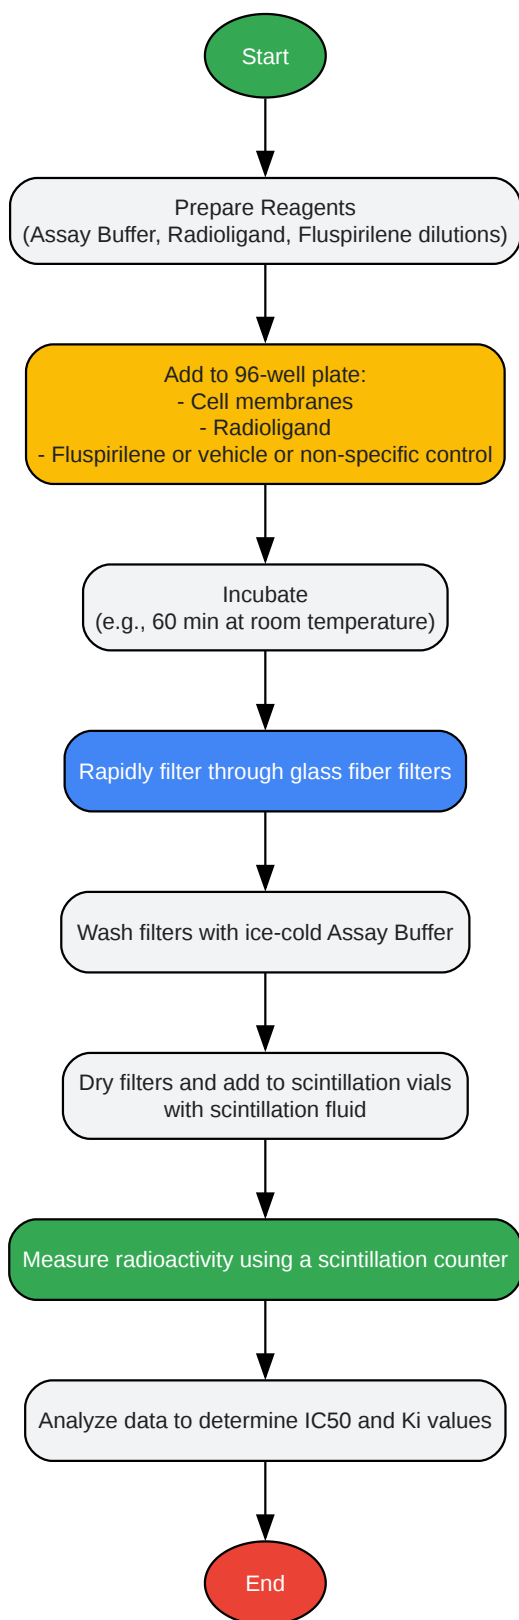 Start
Prepare Reagents
(Assay Buffer, Radioligand, Fluspirilene dilutions)
Add to 96-well plate:
- Cell membranes
- Radioligand
- Fluspirilene or vehicle or non-specific control
Incubate
(e.g., 60 min at room temperature)
Rapidly filter through glass fiber filters
Wash filters with ice-cold Assay Buffer
Dry filters and add to scintillation vials
with scintillation fluid
Measure radioactivity using a scintillation counter
Analyze data to determine IC50 and Ki values
End